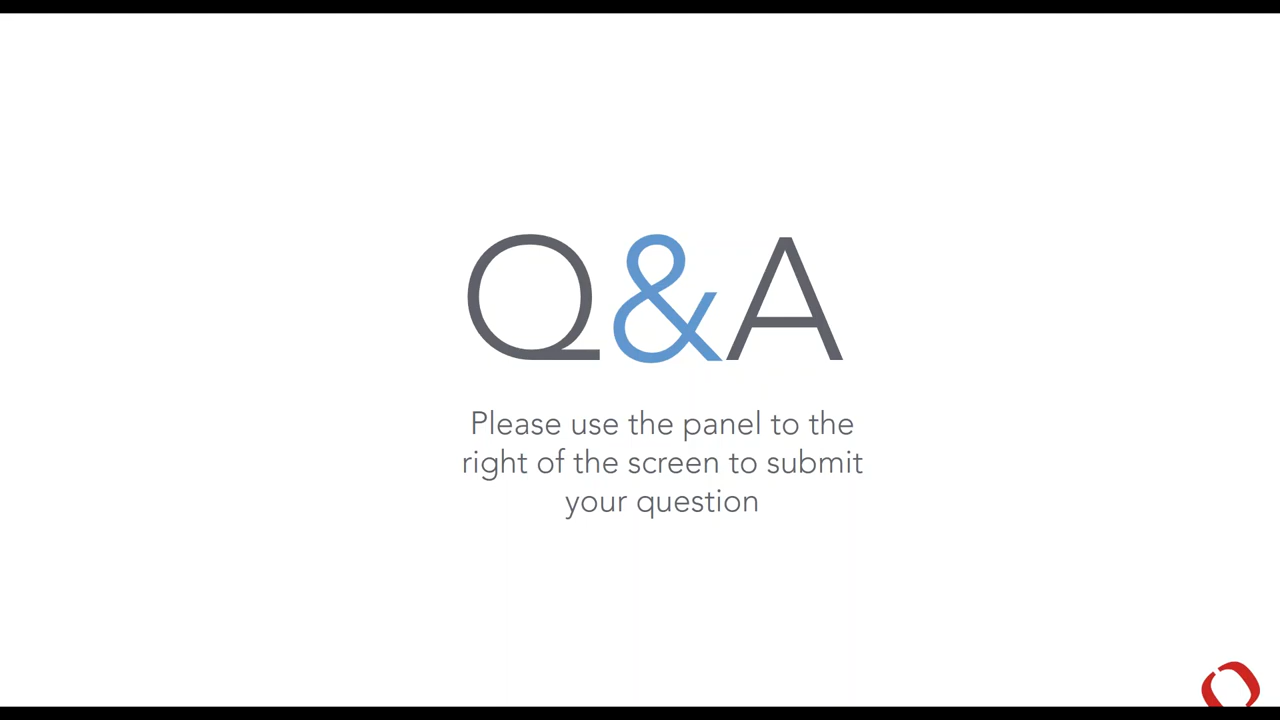 Q&A
Please use the panel to the
right of the screen to submit
your question